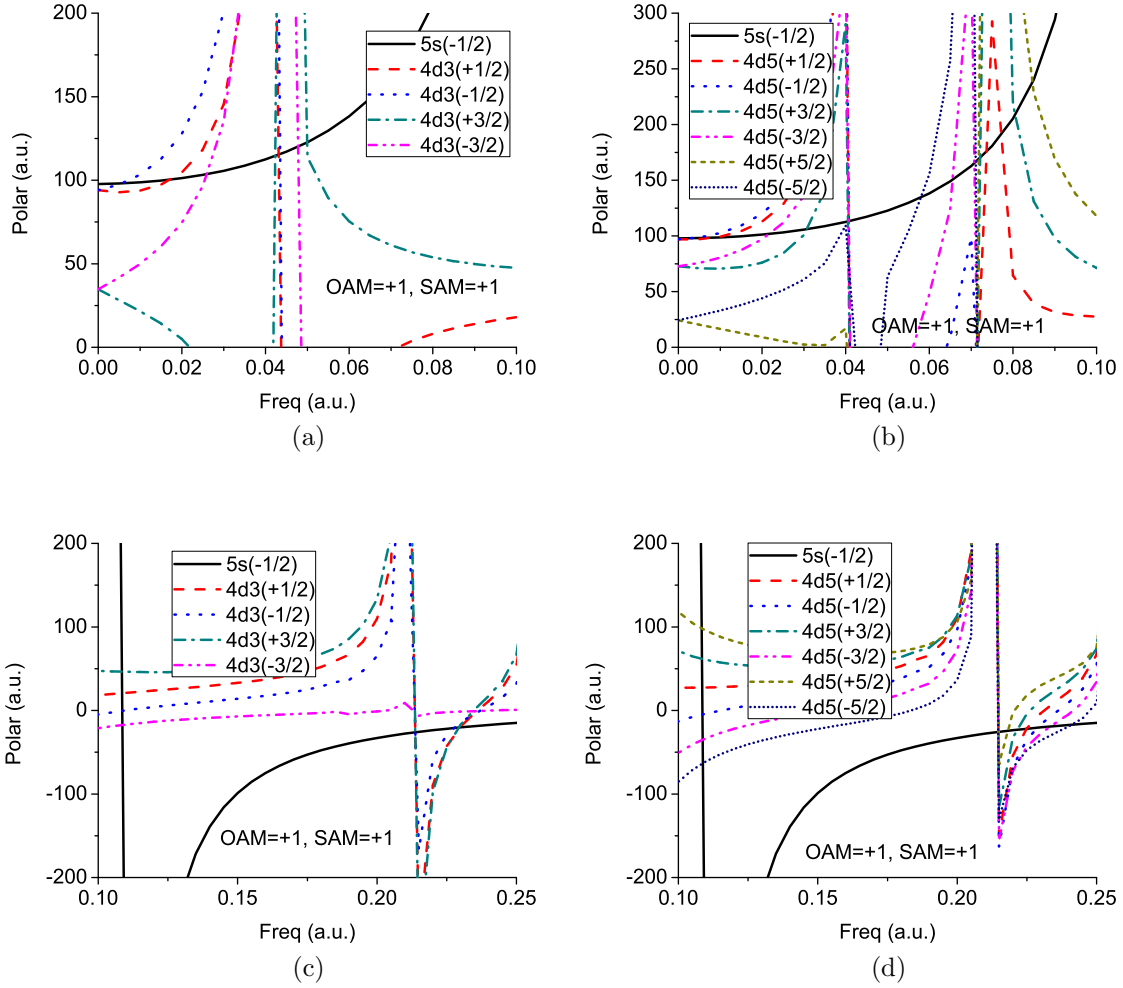 200
150
100
50
0
Polar (a.u.)
5s(-1/2)
4d3(+1/2)
4d3(-1/2)
4d3(+3/2)
4d3(-3/2)
OAM=+1, SAM=+1
0.00 0.02 0.04 0.06 0.08 0.10
Freq (a.u.)
(a)
300
250
200
150
100
50
0
Polar (a.u.)
5s(-1/2)
4d5(+1/2)
4d5(-1/2)
4d5(+3/2)
4d5(-3/2)
4d5(+5/2)
4d5(-5/2)
OAM=+1, SAM=+1
0.00 0.02 0.04 0.06 0.08 0.10
Freq (a.u.)
(b)
200
100
0
-100
-200
Polar (a.u.)
5s(-1/2)
4d3(+1/2)
4d3(-1/2)
4d3(+3/2)
4d3(-3/2)
OAM=+1, SAM=+1
0.10 0.15 0.20 0.25
Freq (a.u.)
(c)
200
100
0
-100
-200
Polar (a.u.)
5s(-1/2)
4d5(+1/2)
4d5(-1/2)
4d5(+3/2)
4d5(-3/2)
4d5(+5/2)
4d5(-5/2)
OAM=+1, SAM=+1
0.10 0.15 0.20 0.25
Freq (a.u.)
(d)